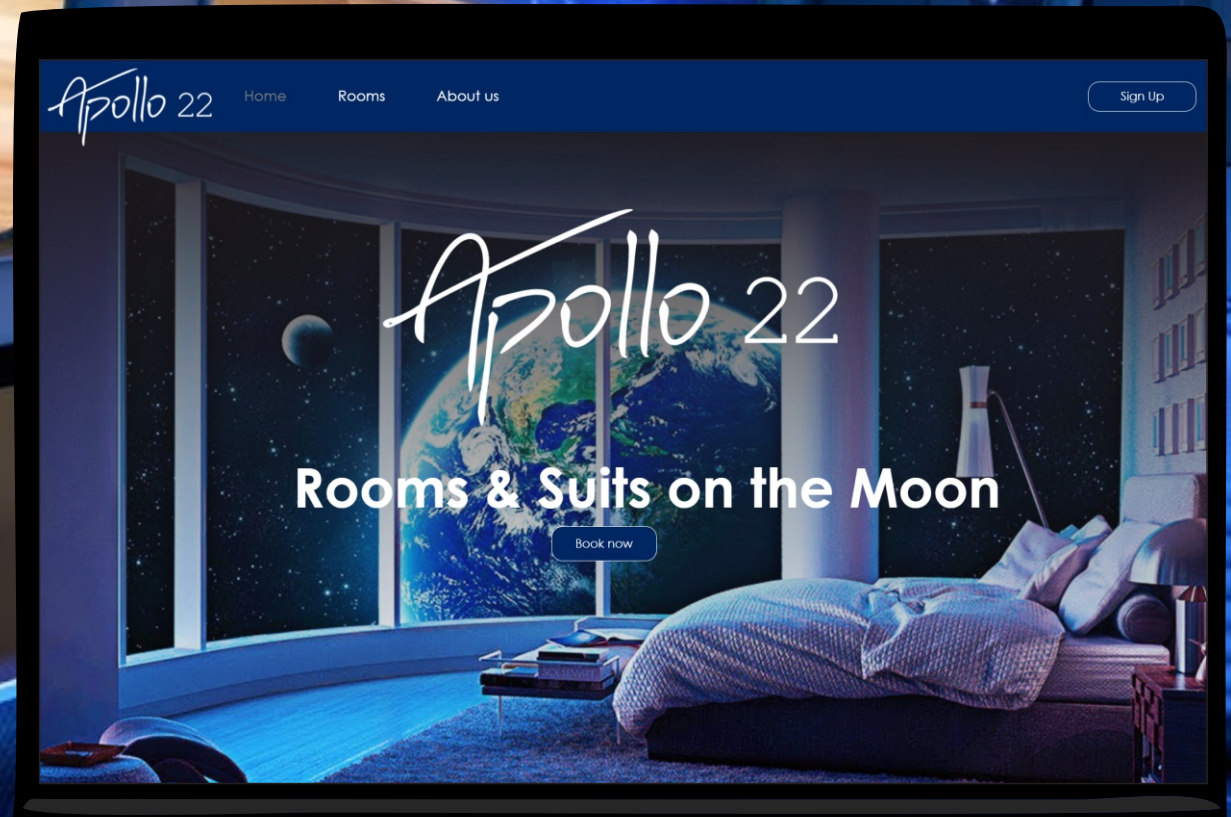 Apollo 22
Home
Rooms
About us
Sign Up
Apollo 22
Rooms & Suits on the Moon
Book now